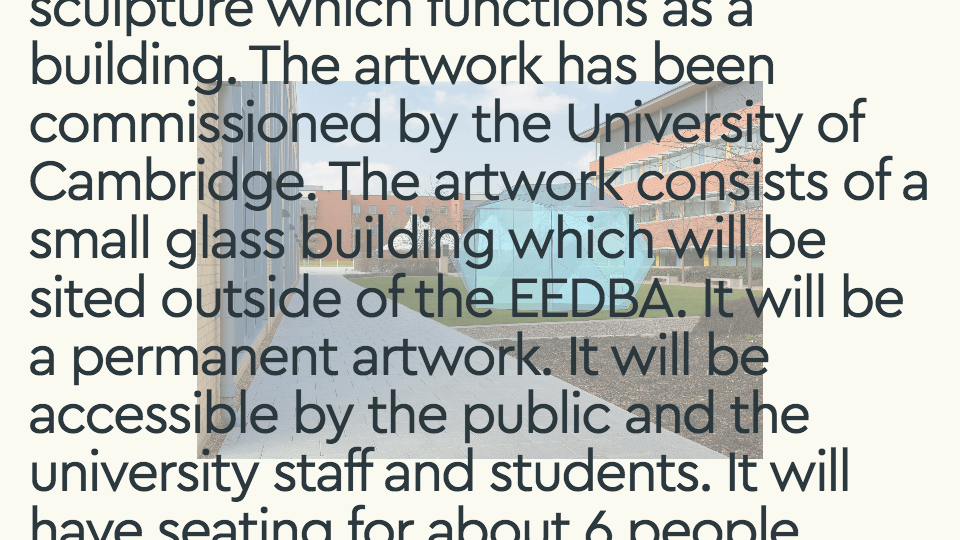 sculpture which functions as a
building. The artwork has been
commissioned by the University of
Cambridge. The artwork consists of a
small glass building which will be
sited outside of the EEDBA. It will be
a permanent artwork. It will be
accessible by the public and the
university staff and students. It will
have seating for about 6 people